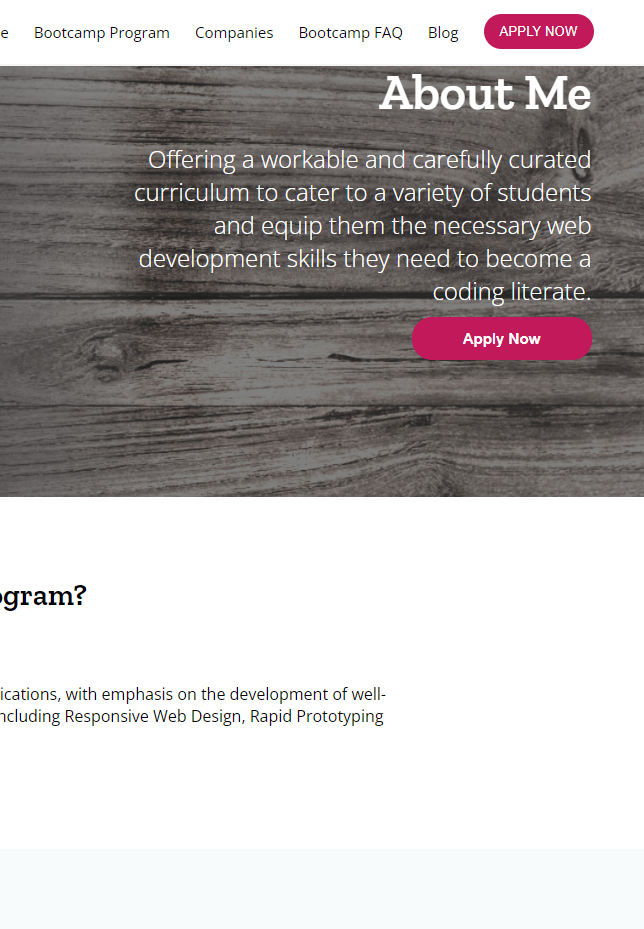 e Bootcamp Program Companies Bootcamp FAQ Blog APPLY NOW
About Me
Offering a workable and carefully curated
curriculum to cater to a variety of students
and equip them the necessary web
development skills they need to become a
coding literate.
Apply Now
ogram?
ications, with emphasis on the development of well-
ncluding Responsive Web Design, Rapid Prototyping